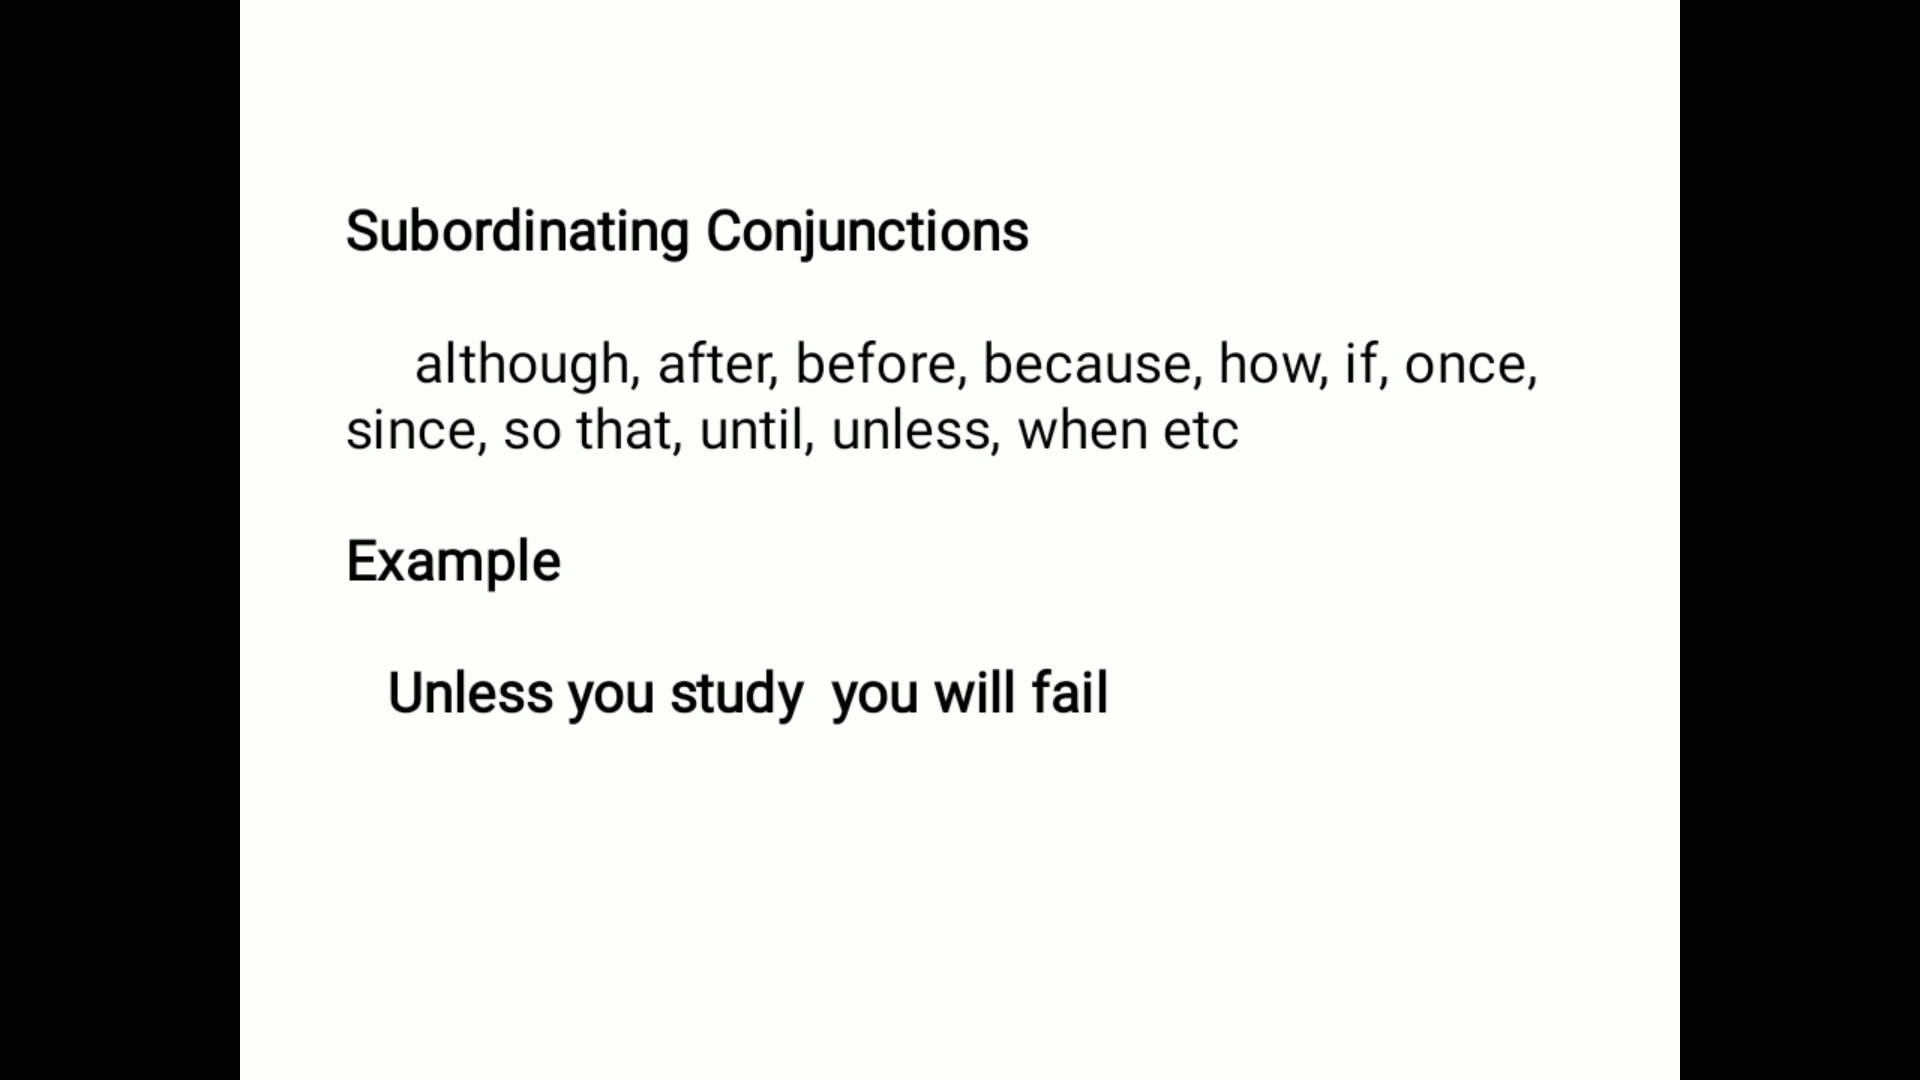 Subordinating Conjunctions
although, after, before, because, how, if, once,
since, so that, until, unless, when etc
Example
Unless you study  you will fail